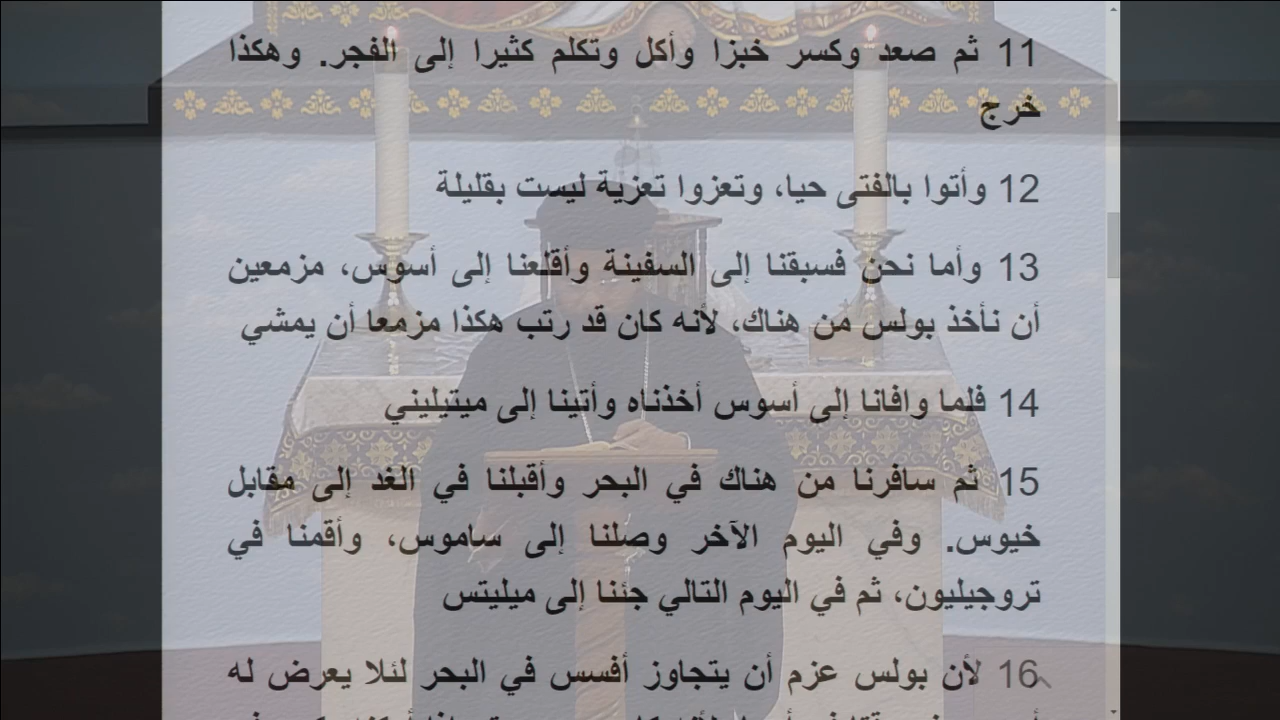 11 ثم صعد وكسر خبزا وأكل وتكلم كثيرا إلى الفجر. وهكذا
خرج
12 وأتوا بالفتى حيا، وتعزوا تعزية ليست بقليلة
13 وأما نحن فسبقنا إلى السفينة وأقلعنا إلى أسوس، مزمعين
أن نأخذ بولس من هناك، لأنه كان قد رتب هكذا مزمعا أن يمشي
14 فلما وافانا إلى أسوس أخذناه وأتينا إلى ميتيليني
15 ثم سافرنا من هناك في البحر وأقبلنا في الغد إلى مقابل
خيوس. وفي اليوم الآخر وصلنا إلى ساموس، وأقمنا في
تروجيليون، ثم في اليوم التالي جئنا إلى ميليتس
16 لأن بولس عزم أن يتجاوز أفسس في البحر لئلا يعرض له